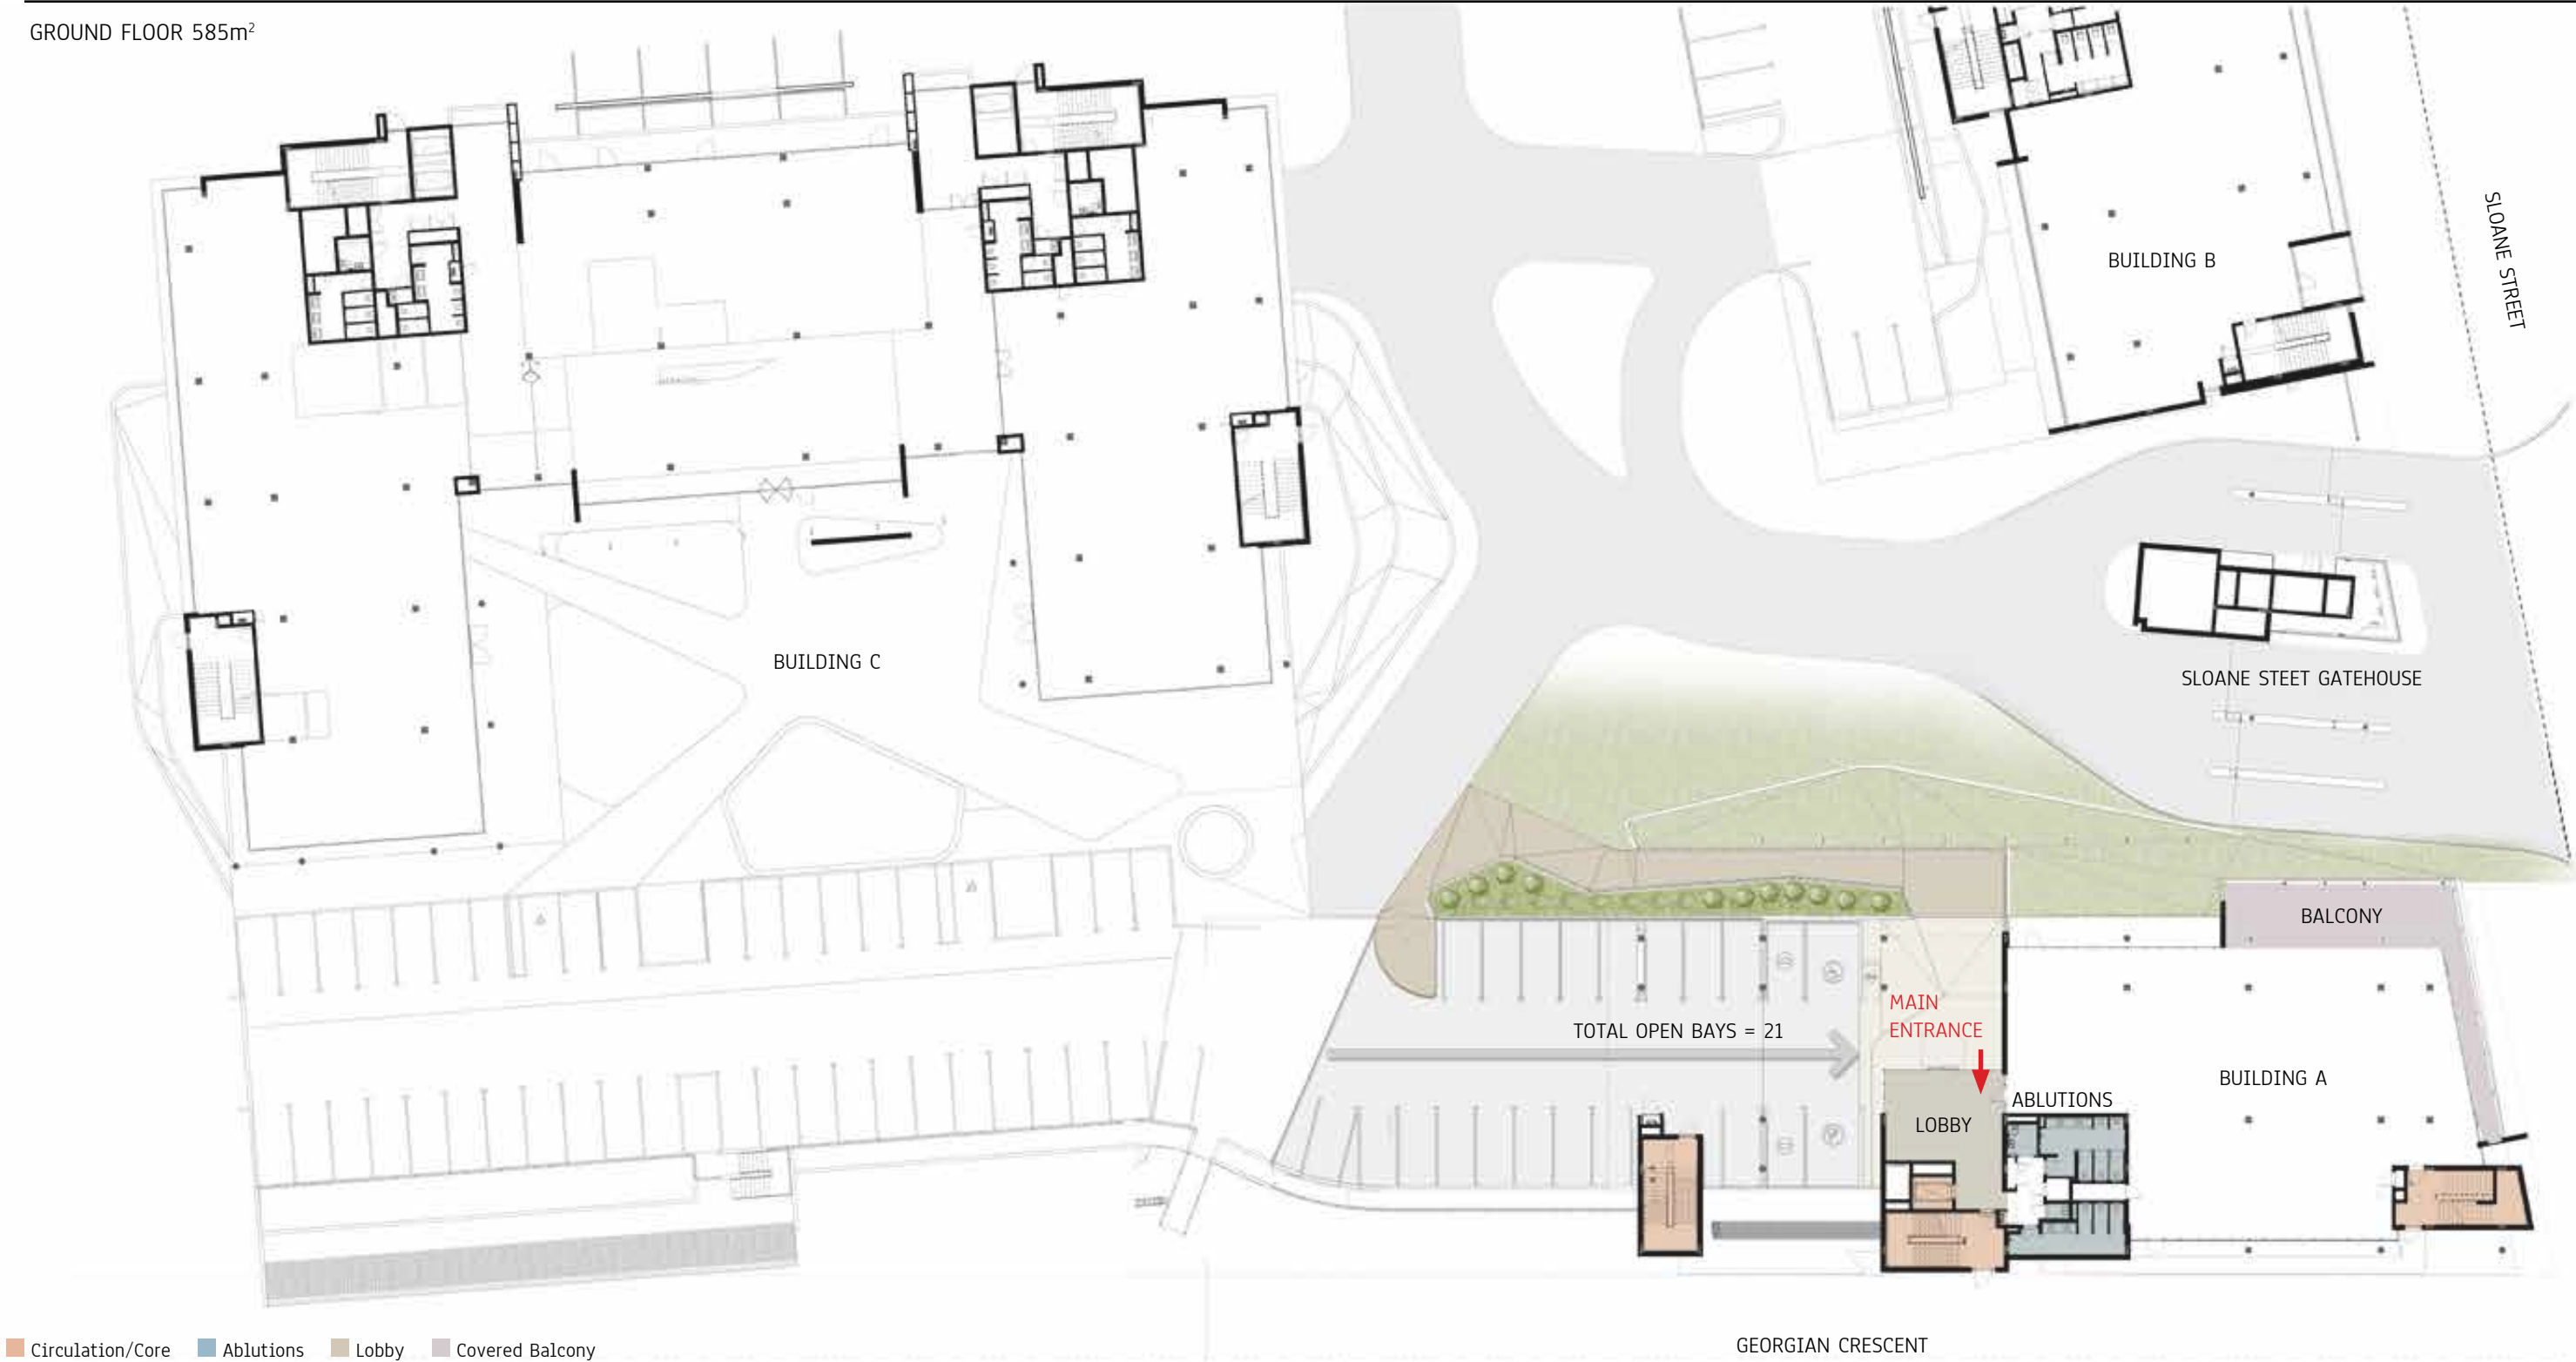 GROUND FLOOR 585m²
SLOANE STREET
BUILDING B
BUILDING C
SLOANE STEET GATEHOUSE
BALCONY
MAIN
ENTRANCE
TOTAL OPEN BAYS = 21
BUILDING A
ABLUTIONS
LOBBY
GEORGIAN CRESCENT
Circulation/Core
Ablutions
Lobby
Covered Balcony